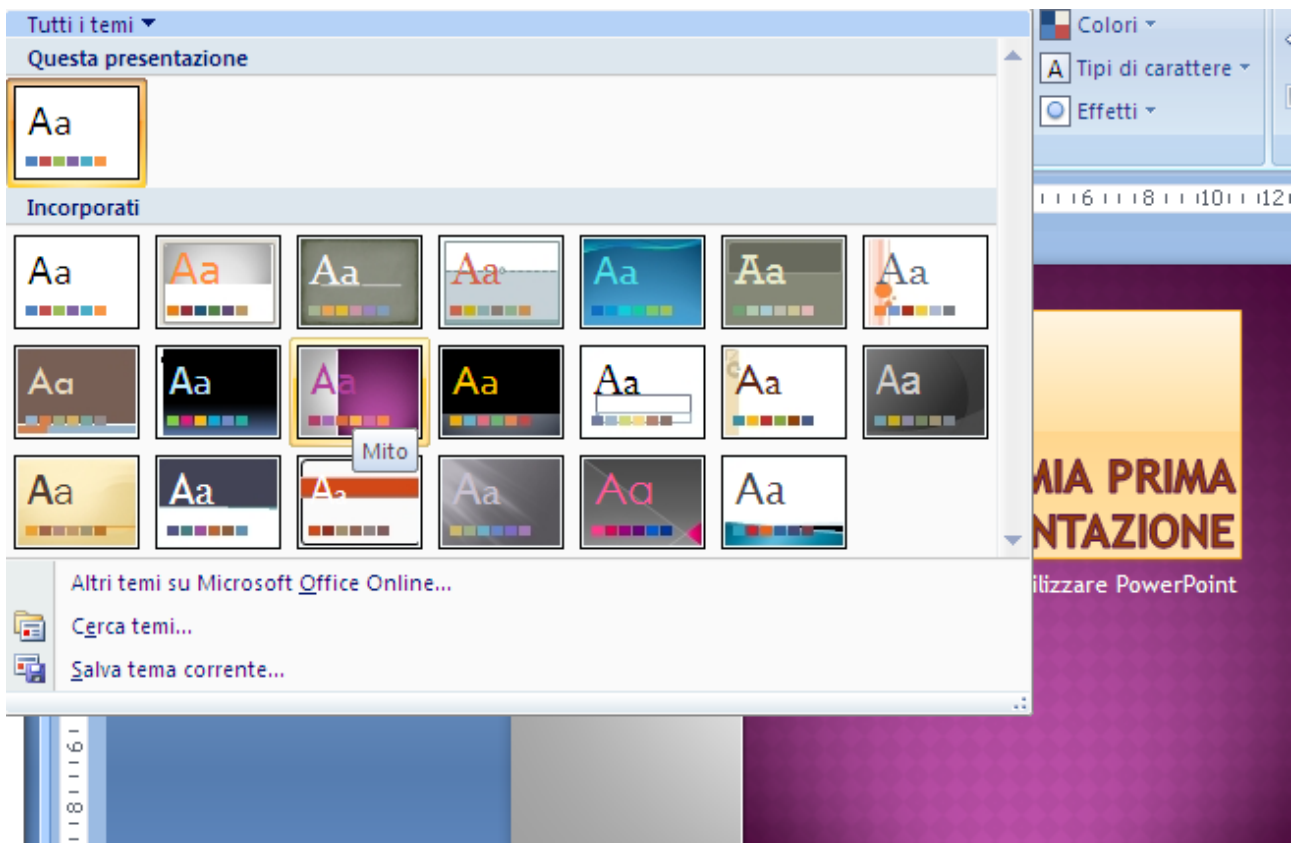 Tutti i temi
Colori
Questa presentazione
A Tipi di carattere
Aa
Effetti
Incorporati
6 8 10 12
Aa Aa Aa Aa Aa Aa Aa
Aa Aa Aa Aa Aa Aa Aa
Mito
Aa Aa Aa Aa Aa Aa
MIA PRIMA
NTAZIONE
Altri temi su Microsoft Office Online...
ilizzare PowerPoint
Cerca temi...
Salva tema corrente...
6
8